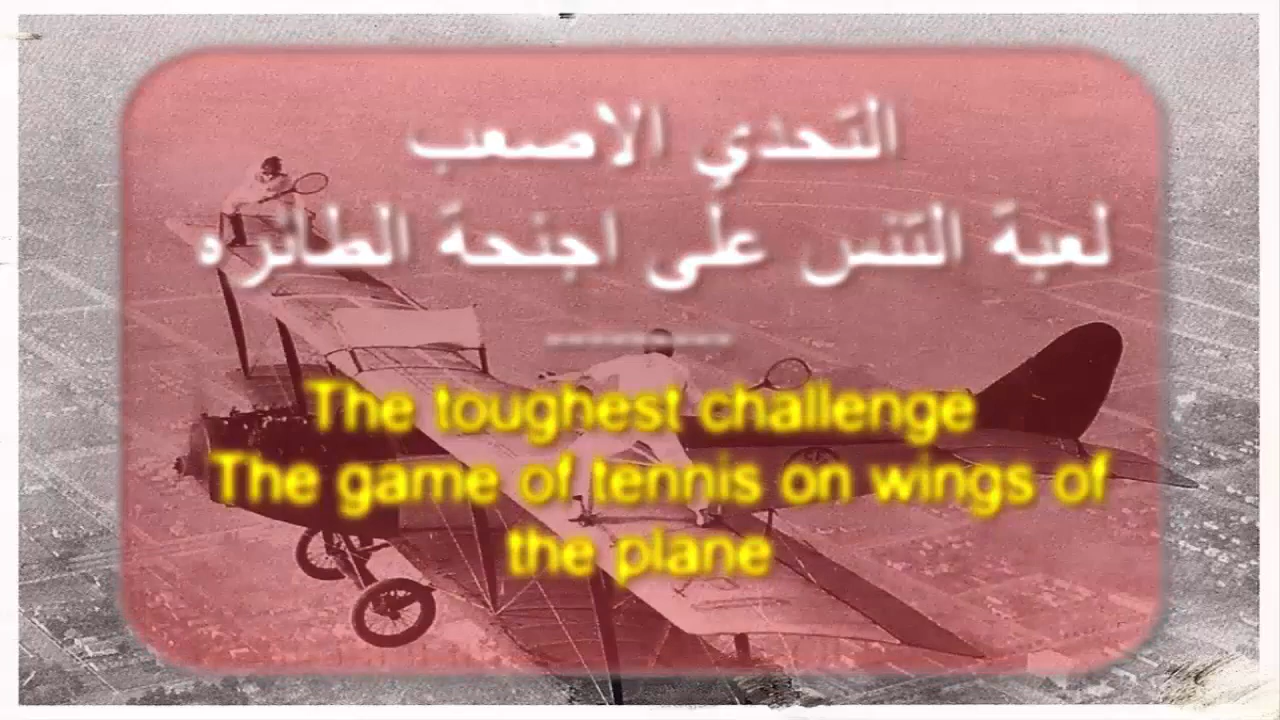 التحدي الاصعب
لعبة التنس على اجنحة الطائره
----------
The toughest challenge
The game of tennis on wings of
the plane